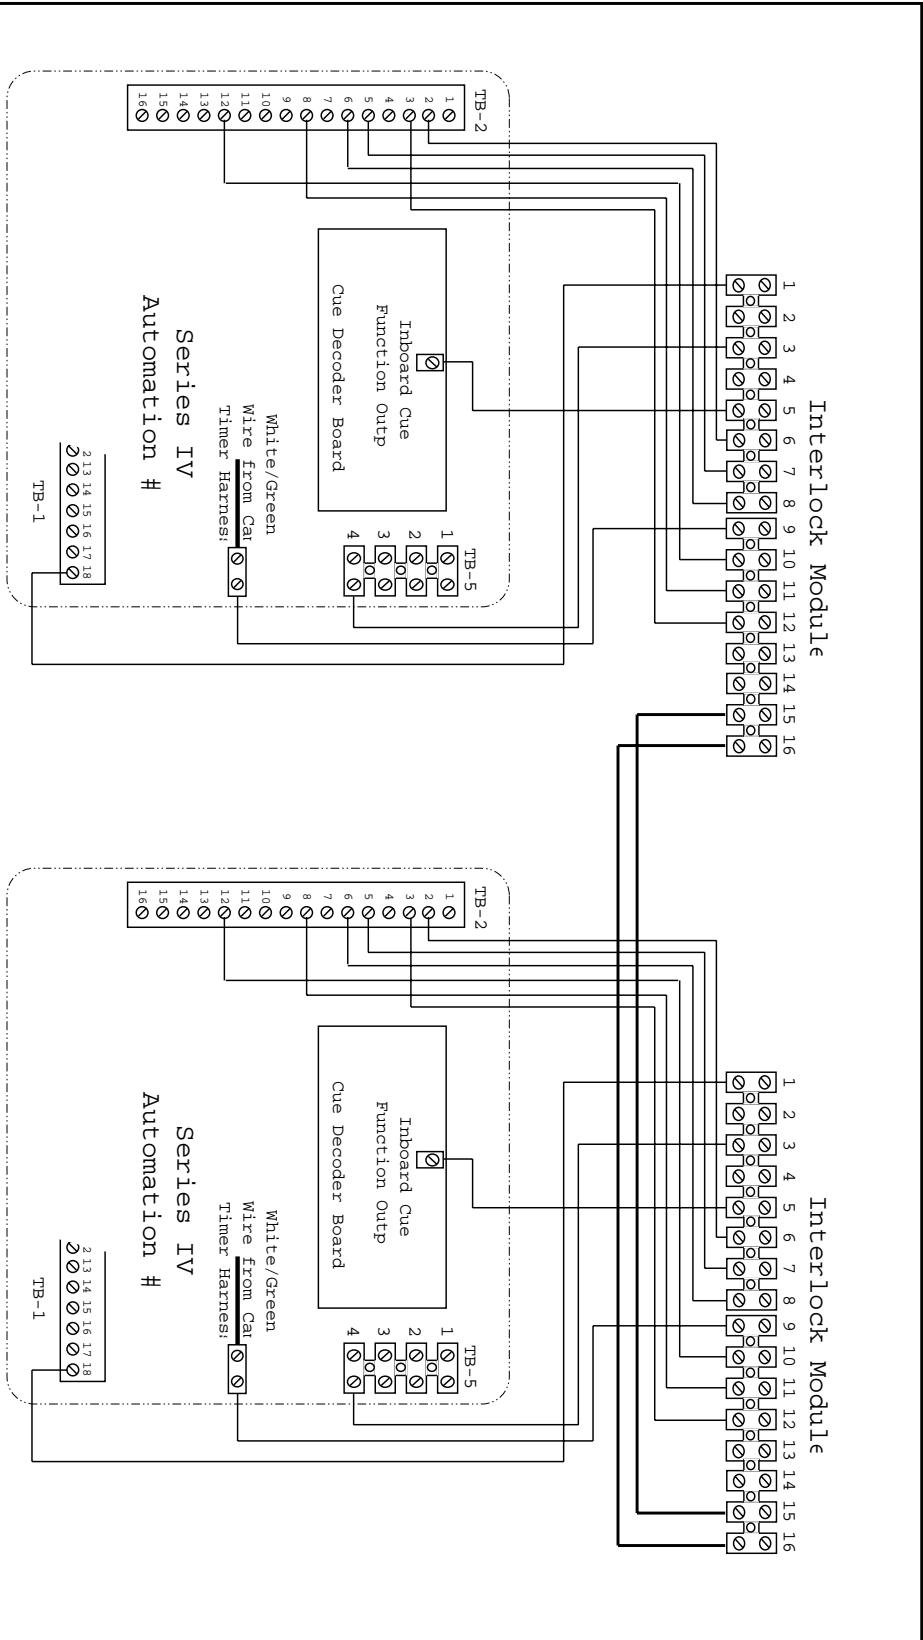 Interlock Module
1 2 3 4 5 6 7 8 9 10 11 12 13 14 15 16
TB-2
1
2
3
4
5
6
7
8
9
10
11
12
13
14
15
16
Inboard Cue
Function Outp
Cue Decoder Board
TB-5
1
2
3
4
White/Green
Wire from Ca
Timer Harnes
Series IV
Automation #
2 13 14 15 16 17 18
TB-1
Interlock Module
1 2 3 4 5 6 7 8 9 10 11 12 13 14 15 16
TB-2
1
2
3
4
5
6
7
8
9
10
11
12
13
14
15
16
Inboard Cue
Function Outp
Cue Decoder Board
TB-5
1
2
3
4
White/Green
Wire from Ca
Timer Harnes
Series IV
Automation #
2 13 14 15 16 17 18
TB-1